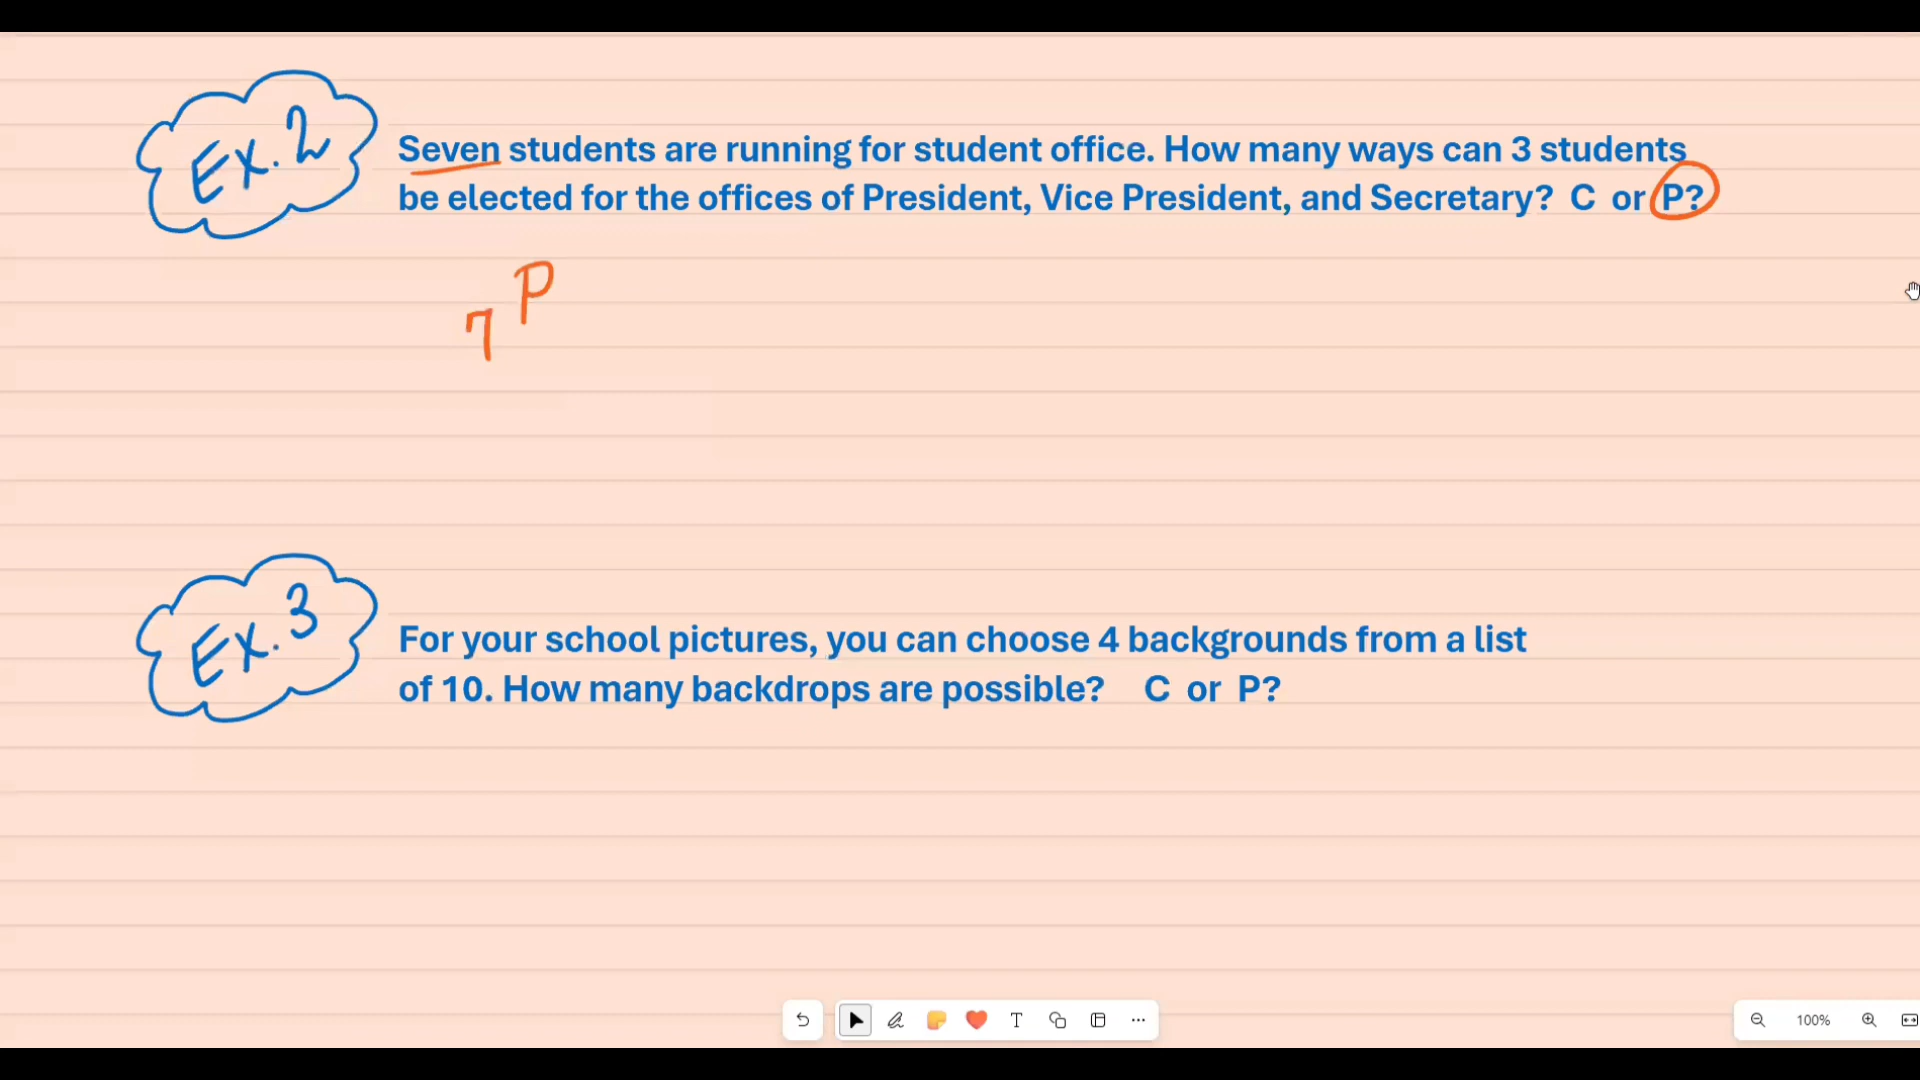 Ex. 2
Seven students are running for student office. How many ways can 3 students
be elected for the offices of President, Vice President, and Secretary? C or P?
7 P
Ex. 3
For your school pictures, you can choose 4 backgrounds from a list
of 10. How many backdrops are possible? C or P?
T
100%